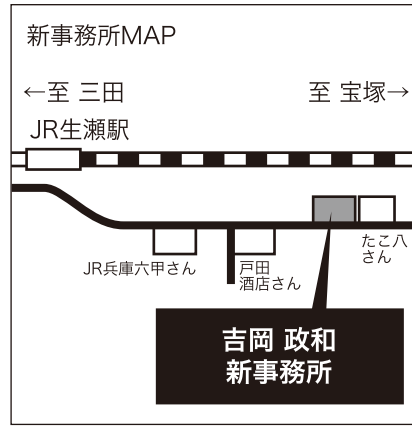 新事務所MAP
←至 三田
至 宝塚→
JR生瀬駅
たこ八
さん
JR兵庫六甲さん
戸田
酒店さん
吉岡 政和
新事務所